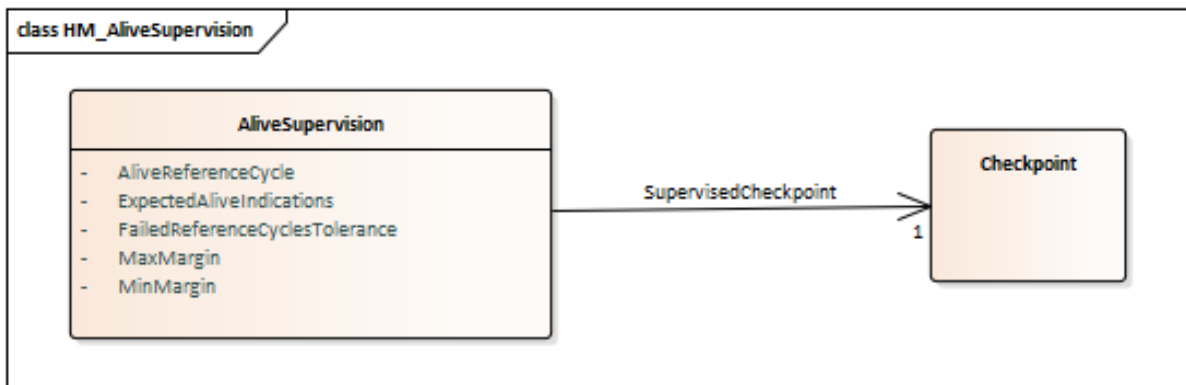 class HM_AliveSupervision
AliveSupervision
- AliveReferenceCycle
- ExpectedAliveIndications
- FailedReferenceCyclesTolerance
- MaxMargin
- MinMargin
SupervisedCheckpoint
1
Checkpoint